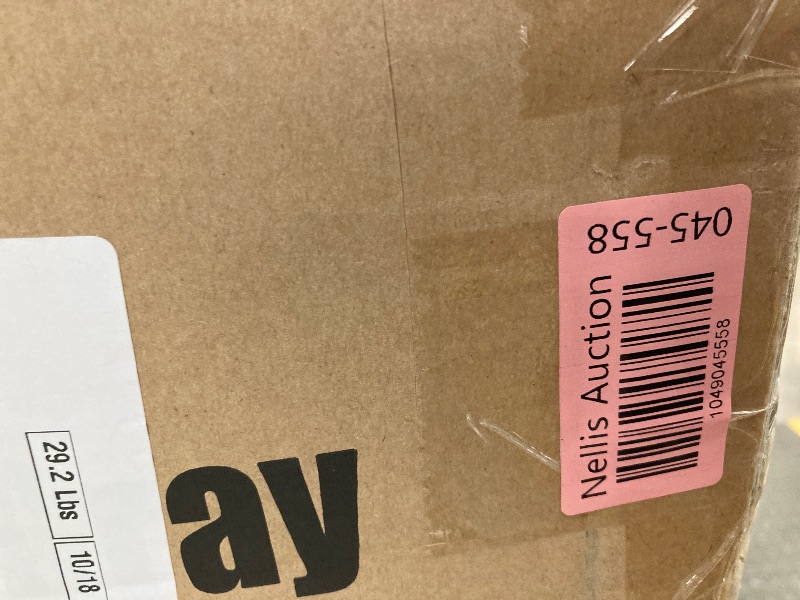 045-558
Nellis Auction
1049045558
29.2 Lbs
10/18
ay